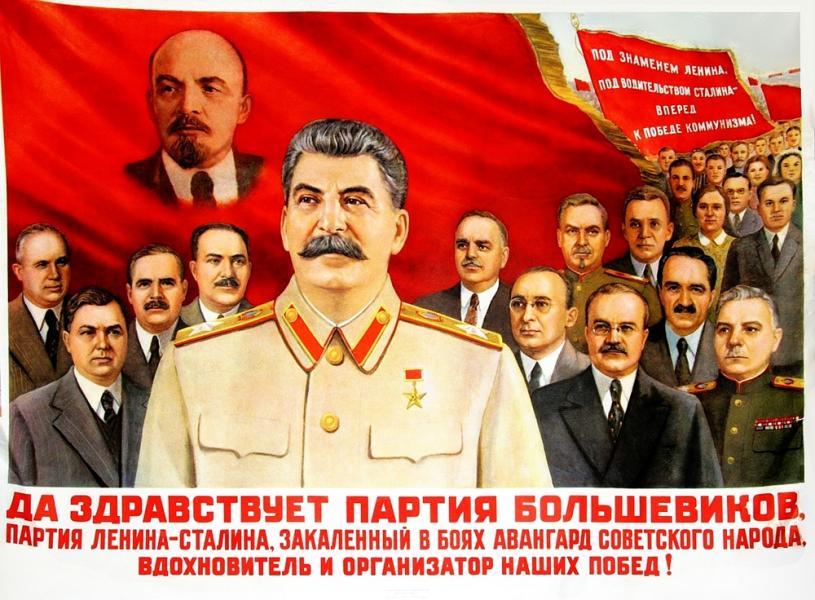 ПОД ЗНАМЕНЕМ ЛЕНИНА,
ПОД ВОДИТЕЛЬСТВОМ СТАЛИНА-
ВПЕРЕД
К ПОБЕДЕ КОММУНИЗМА!
ДА ЗДРАВСТВУЕТ ПАРТИЯ БОЛЬШЕВИКОВ,
ПАРТИЯ ЛЕНИНА-СТАЛИНА, ЗАКАЛЕННЫЙ В БОЯХ АВАНГАРД СОВЕТСКОГО НАРОДА,
ВДОХНОВИТЕЛЬ И ОРГАНИЗАТОР НАШИХ ПОБЕД!